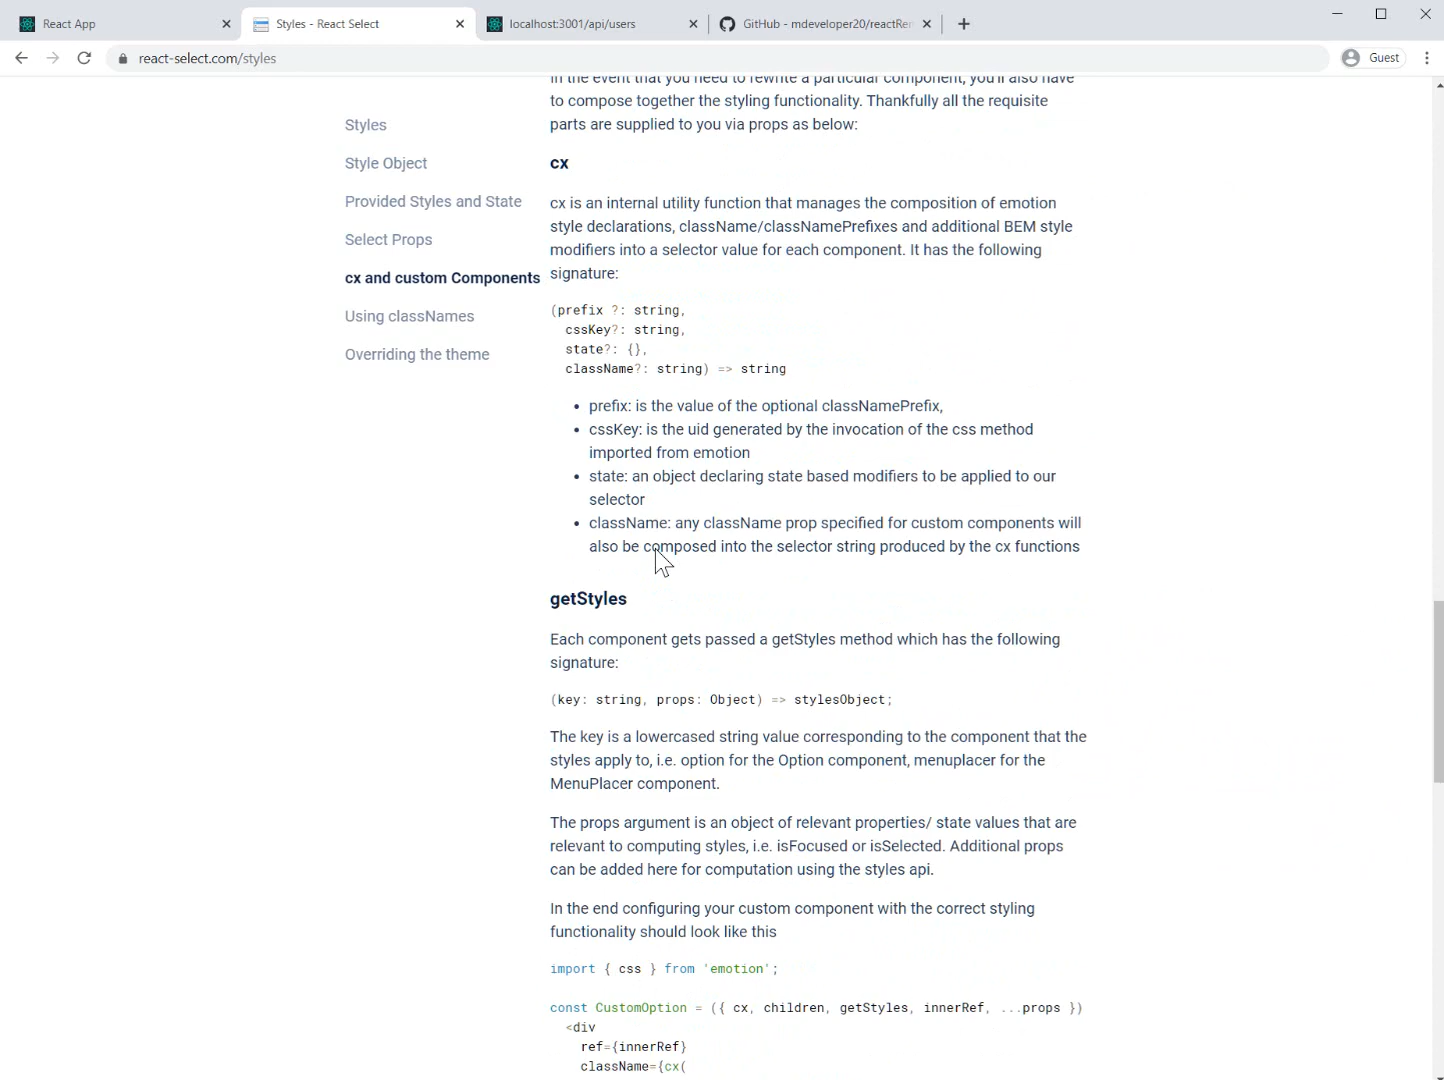 React App
Styles - React Select
localhost:3001/api/users
GitHub - mdeveloper20/reactRe
react-select.com/styles
Guest
Styles
Style Object
Provided Styles and State
Select Props
cx and custom Components
Using classNames
Overriding the theme
In the event that you need to rewrite a particular component, you'll also have
to compose together the styling functionality. Thankfully all the requisite
parts are supplied to you via props as below:
cx
cx is an internal utility function that manages the composition of emotion
style declarations, className/classNamePrefixes and additional BEM style
modifiers into a selector value for each component. It has the following
signature:
(prefix ?: string,
cssKey?: string,
state?: {},
className?: string) => string
• prefix: is the value of the optional classNamePrefix,
• cssKey: is the uid generated by the invocation of the css method
imported from emotion
• state: an object declaring state based modifiers to be applied to our
selector
• className: any className prop specified for custom components will
also be composed into the selector string produced by the cx functions
getStyles
Each component gets passed a getStyles method which has the following
signature:
(key: string, props: Object) => stylesObject;
The key is a lowercased string value corresponding to the component that the
styles apply to, i.e. option for the Option component, menuplacer for the
MenuPlacer component.
The props argument is an object of relevant properties/ state values that are
relevant to computing styles, i.e. isFocused or isSelected. Additional props
can be added here for computation using the styles api.
In the end configuring your custom component with the correct styling
functionality should look like this
import { css } from 'emotion';
const CustomOption = ({ cx, children, getStyles, innerRef, ...props })
<div
ref={innerRef}
className={cx(